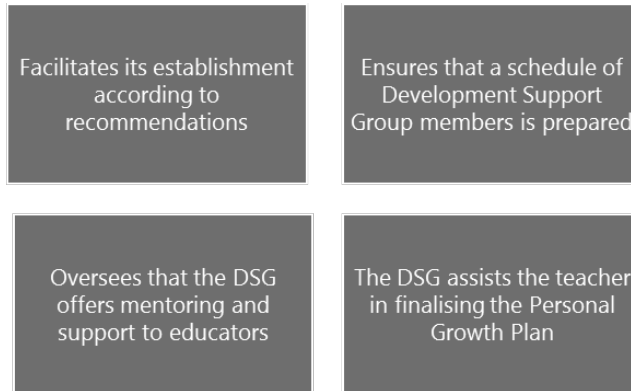 Facilitates its establishment
according to
recommendations
Ensures that a schedule of
Development Support
Group members is prepared
Oversees that the DSG
offers mentoring and
support to educators
The DSG assists the teacher
in finalising the Personal
Growth Plan